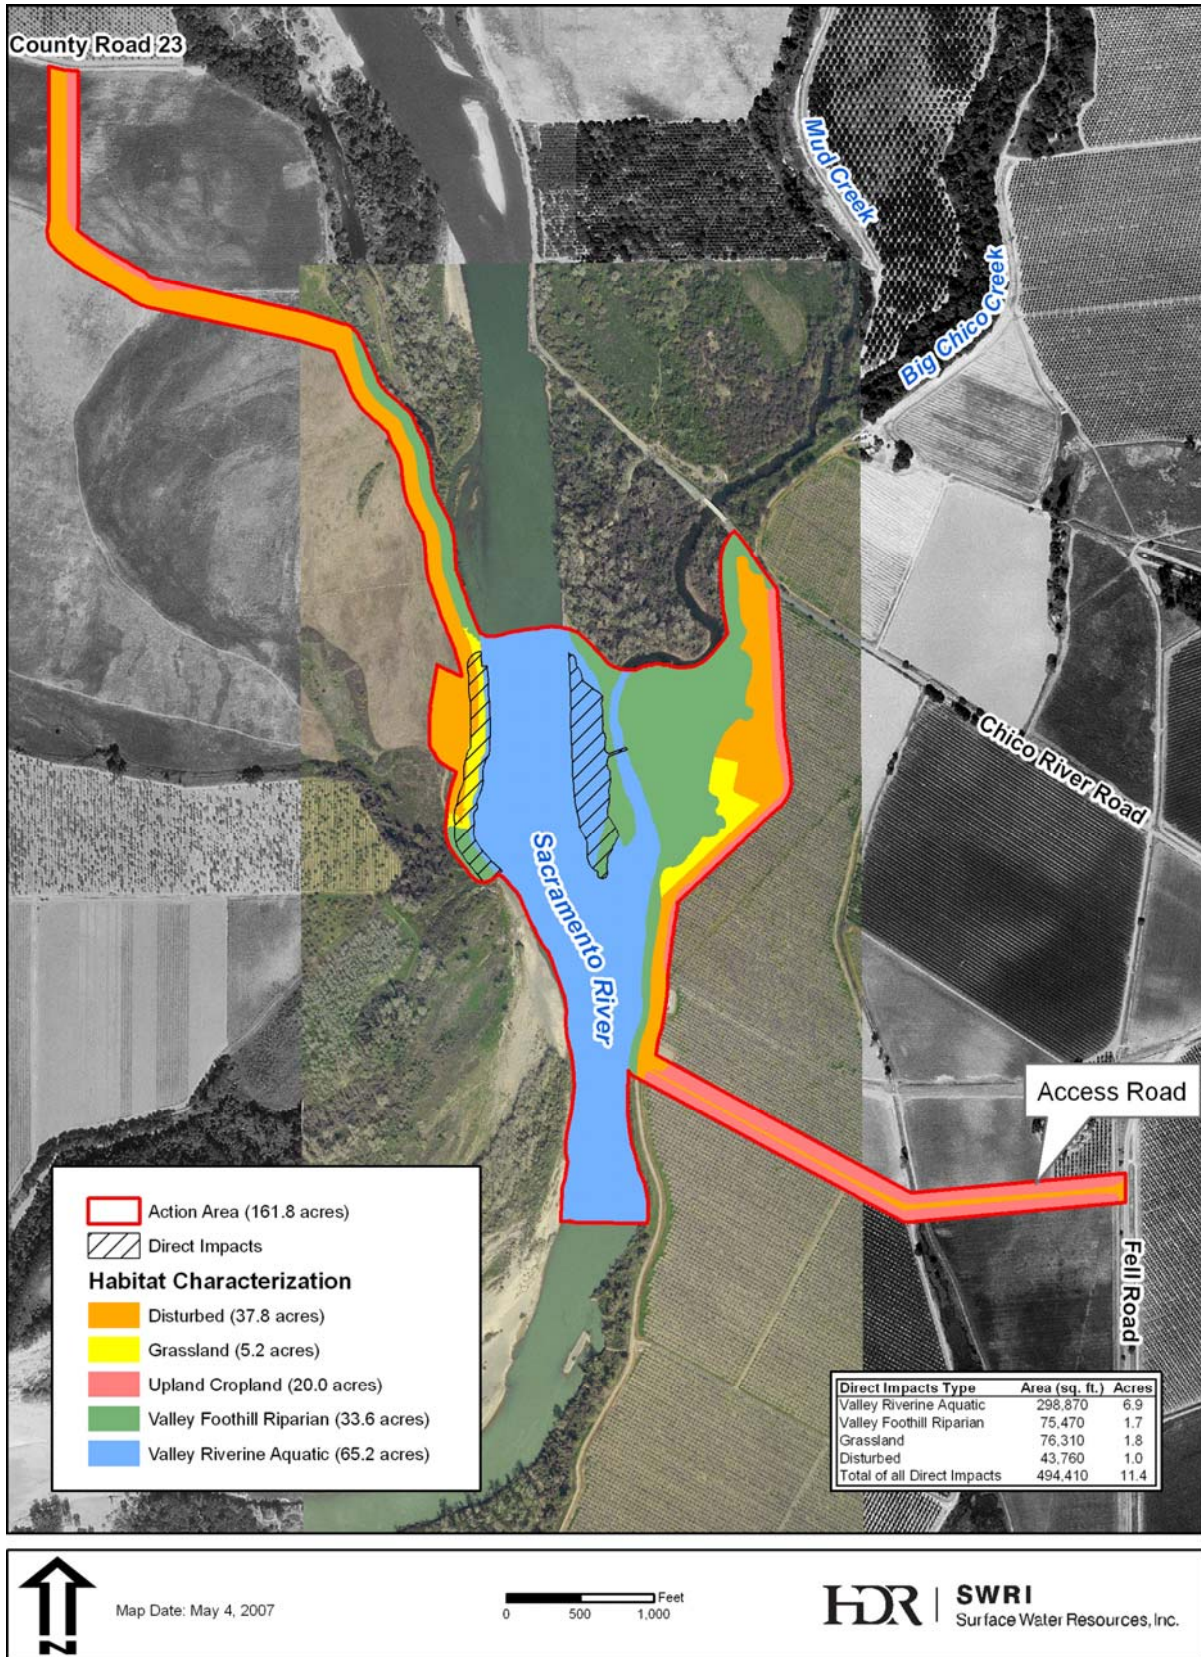 County Road 23
Mud Creek
Big Chico Creek
Chico River Road
Sacramento River
Access Road
Fell Road
Action Area (161.8 acres)
Direct Impacts
Habitat Characterization
Disturbed (37.8 acres)
Grassland (5.2 acres)
Upland Cropland (20.0 acres)
Valley Foothill Riparian (33.6 acres)
Valley Riverine Aquatic (65.2 acres)
Direct Impacts Type Area (sq. ft.) Acres
Valley Riverine Aquatic 298,870 6.9
Valley Foothill Riparian 75,470 1.7
Grassland 76,310 1.8
Disturbed 43,760 1.0
Total of all Direct Impacts 494,410 11.4
N
Map Date: May 4, 2007
Feet
0 500 1,000
HDR | SWRI
Surface Water Resources, Inc.